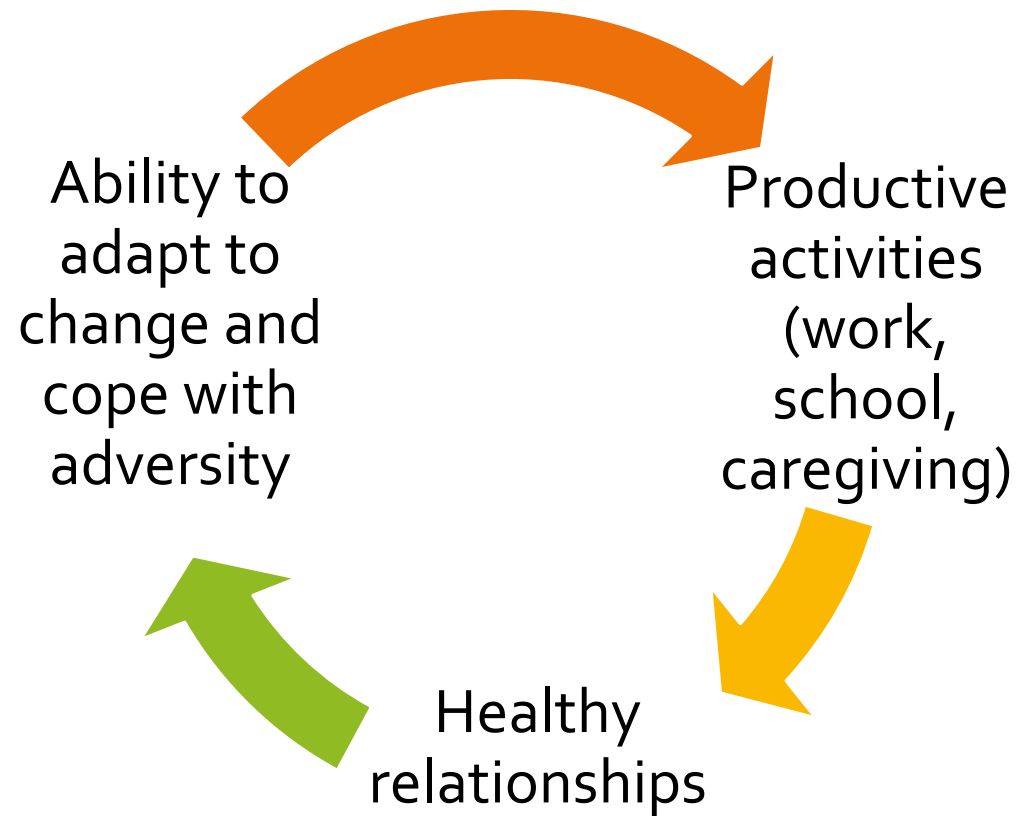 Ability to
adapt to
change and
cope with
adversity
Productive
activities
(work,
school,
caregiving)
Healthy
relationships